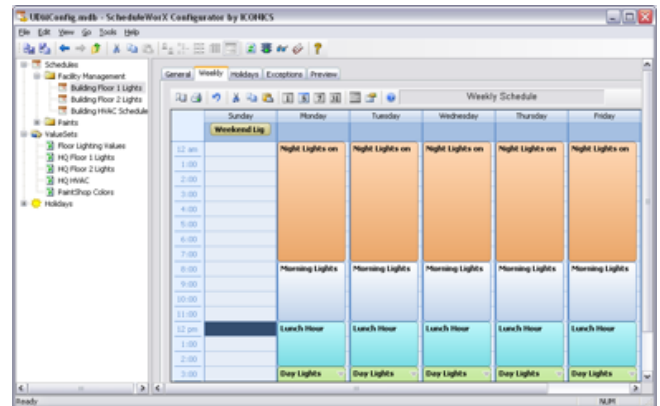 UDWConfig.mdb - ScheduleWorX Configurator by ICONICS
File Edit View Go Tools Help
Schedules
Facility Management
Building Floor 1 Lights
Building Floor 2 Lights
Building HVAC Schedule
Paints
ValueSets
Floor Lighting Values
HQ Floor 1 Lights
HQ Floor 2 Lights
HQ HVAC
PaintShop Colors
Holidays
General Weekly Holidays Exceptions Preview
Weekly Schedule
Sunday Monday Tuesday Wednesday Thursday Friday
Weekend Lig
12 am Night Lights on Night Lights on Night Lights on Night Lights on Night Lights on
1:00
2:00
3:00
4:00
5:00
6:00
7:00
8:00 Morning Lights Morning Lights Morning Lights Morning Lights Morning Lights
9:00
10:00
11:00
12 pm Lunch Hour Lunch Hour Lunch Hour Lunch Hour Lunch Hour
1:00
2:00
3:00 Day Lights Day Lights Day Lights Day Lights Day Lights
Ready NUM